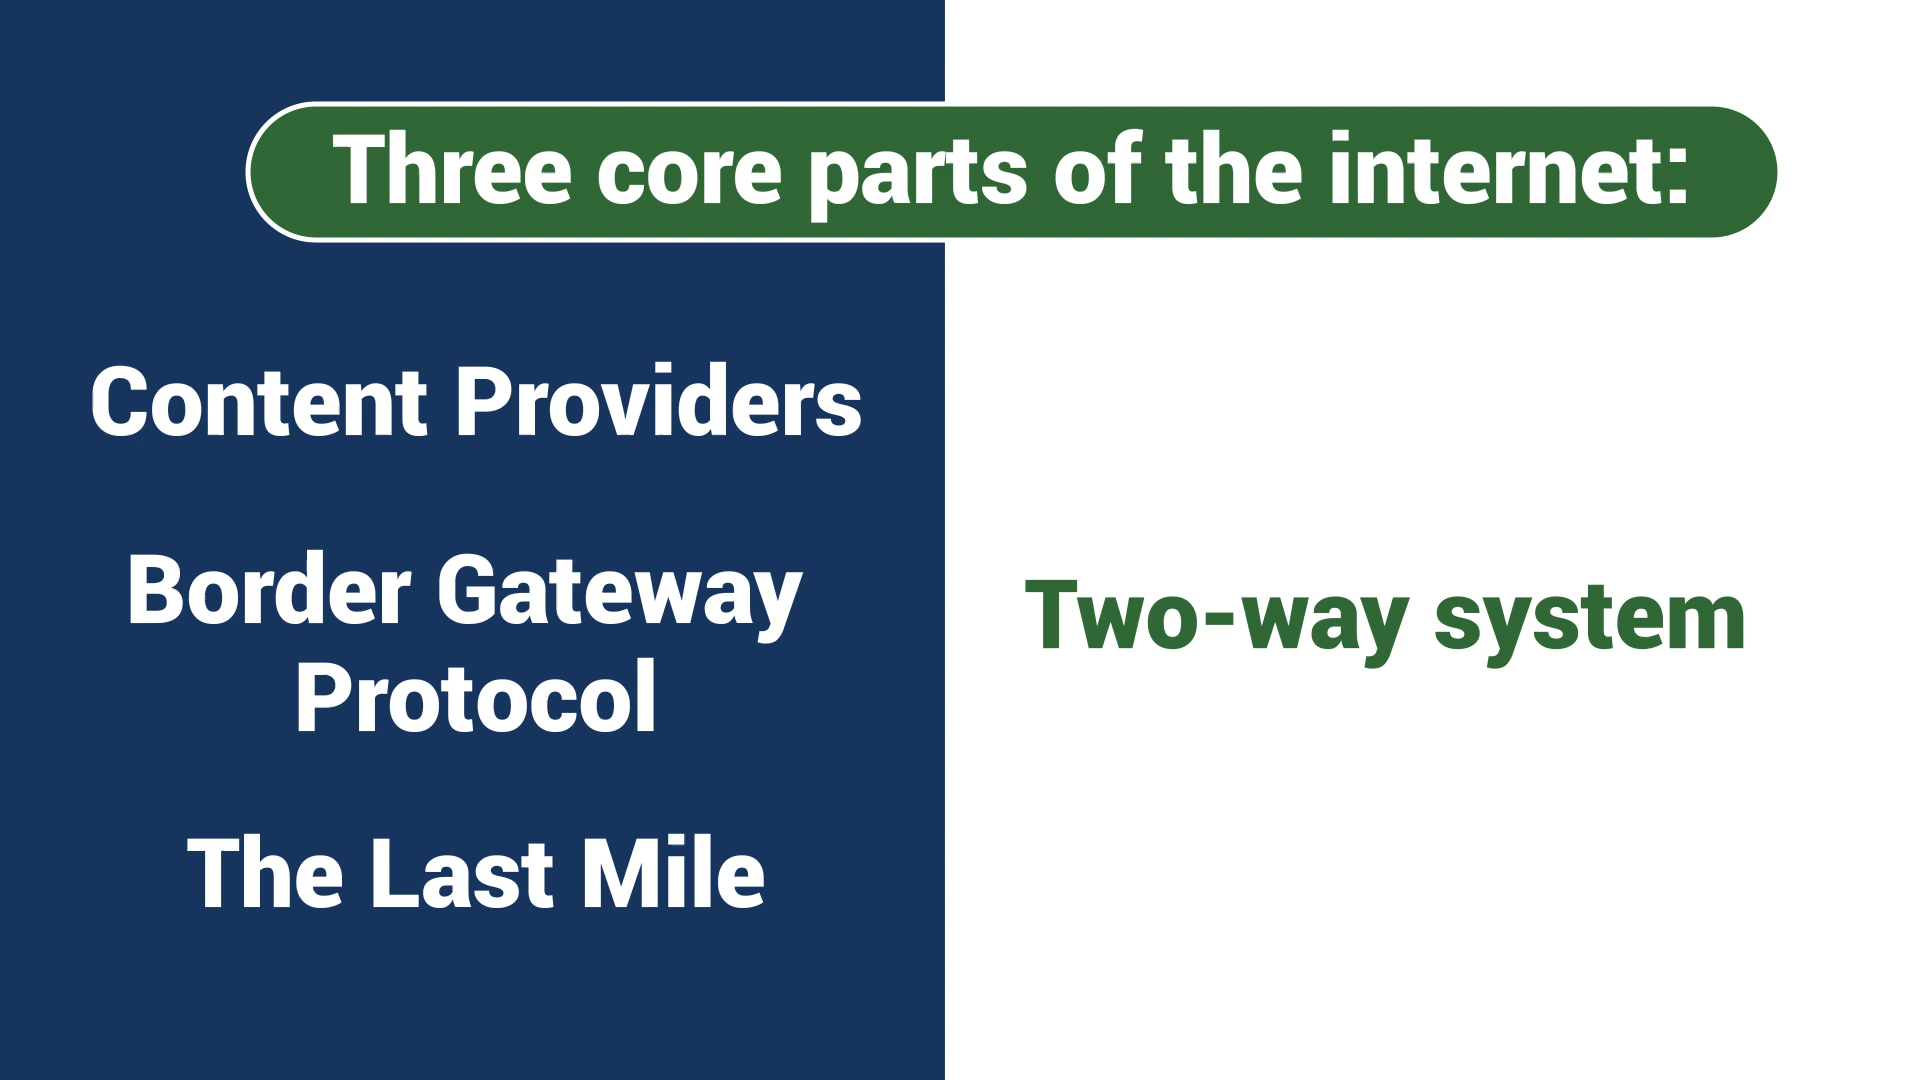 Three core parts of the internet:
Content Providers
Border Gateway
Protocol
The Last Mile
Two-way system